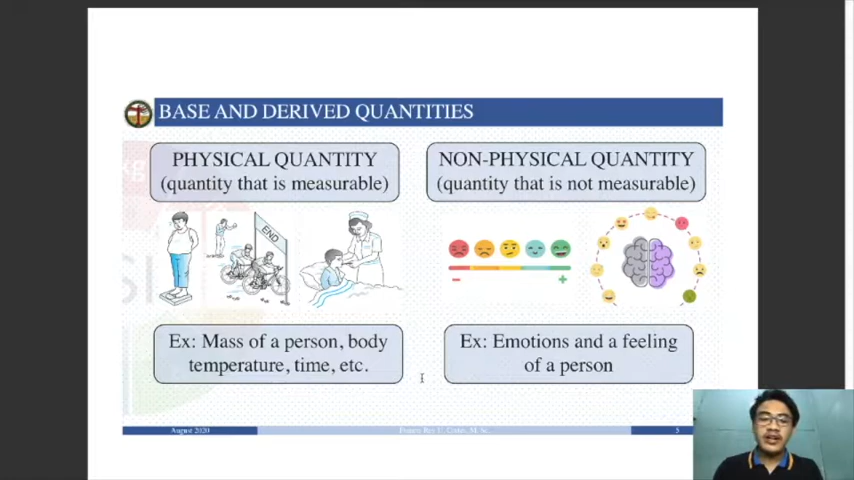 BASE AND DERIVED QUANTITIES
PHYSICAL QUANTITY
(quantity that is measurable)
NON-PHYSICAL QUANTITY
(quantity that is not measurable)
END
- +
Ex: Mass of a person, body
temperature, time, etc.
Ex: Emotions and a feeling
of a person
August 2020
5